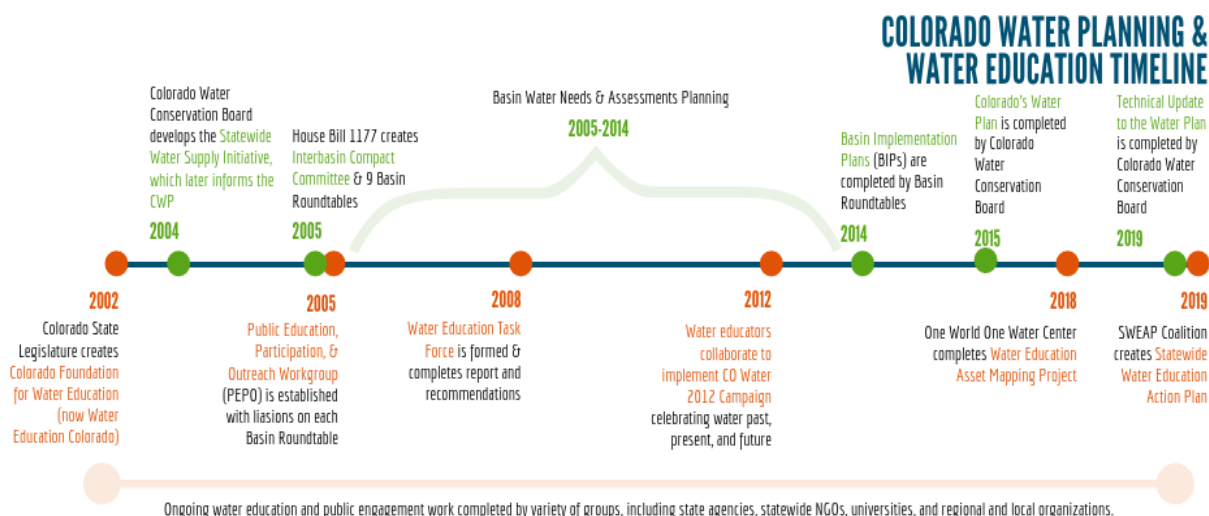 COLORADO WATER PLANNING &
WATER EDUCATION TIMELINE
Colorado Water
Conservation Board
develops the Statewide
Water Supply Initiative,
which later informs the
CWP
2004
House Bill 1177 creates
Interbasin Compact
Committee & 9 Basin
Roundtables
2005
Basin Water Needs & Assessments Planning
2005-2014
Basin Implementation
Plans (BIPs) are
completed by Basin
Roundtables
2014
Colorado's Water
Plan is completed
by Colorado
Water
Conservation
Board
2015
Technical Update
to the Water Plan
is completed by
Colorado Water
Conservation
Board
2019
2002
Colorado State
Legislature creates
Colorado Foundation
for Water Education
(now Water
Education Colorado)
2005
Public Education,
Participation, &
Outreach Workgroup
(PEPO) is established
with liasions on each
Basin Roundtable
2008
Water Education Task
Force is formed &
completes report and
recommendations
2012
Water educators
collaborate to
implement CO Water
2012 Campaign
celebrating water past,
present, and future
2018
One World One Water Center
completes Water Education
Asset Mapping Project
2019
SWEAP Coalition
creates Statewide
Water Education
Action Plan
Ongoing water education and public engagement work completed by variety of groups, including state agencies, statewide NGOs, universities, and regional and local organizations.